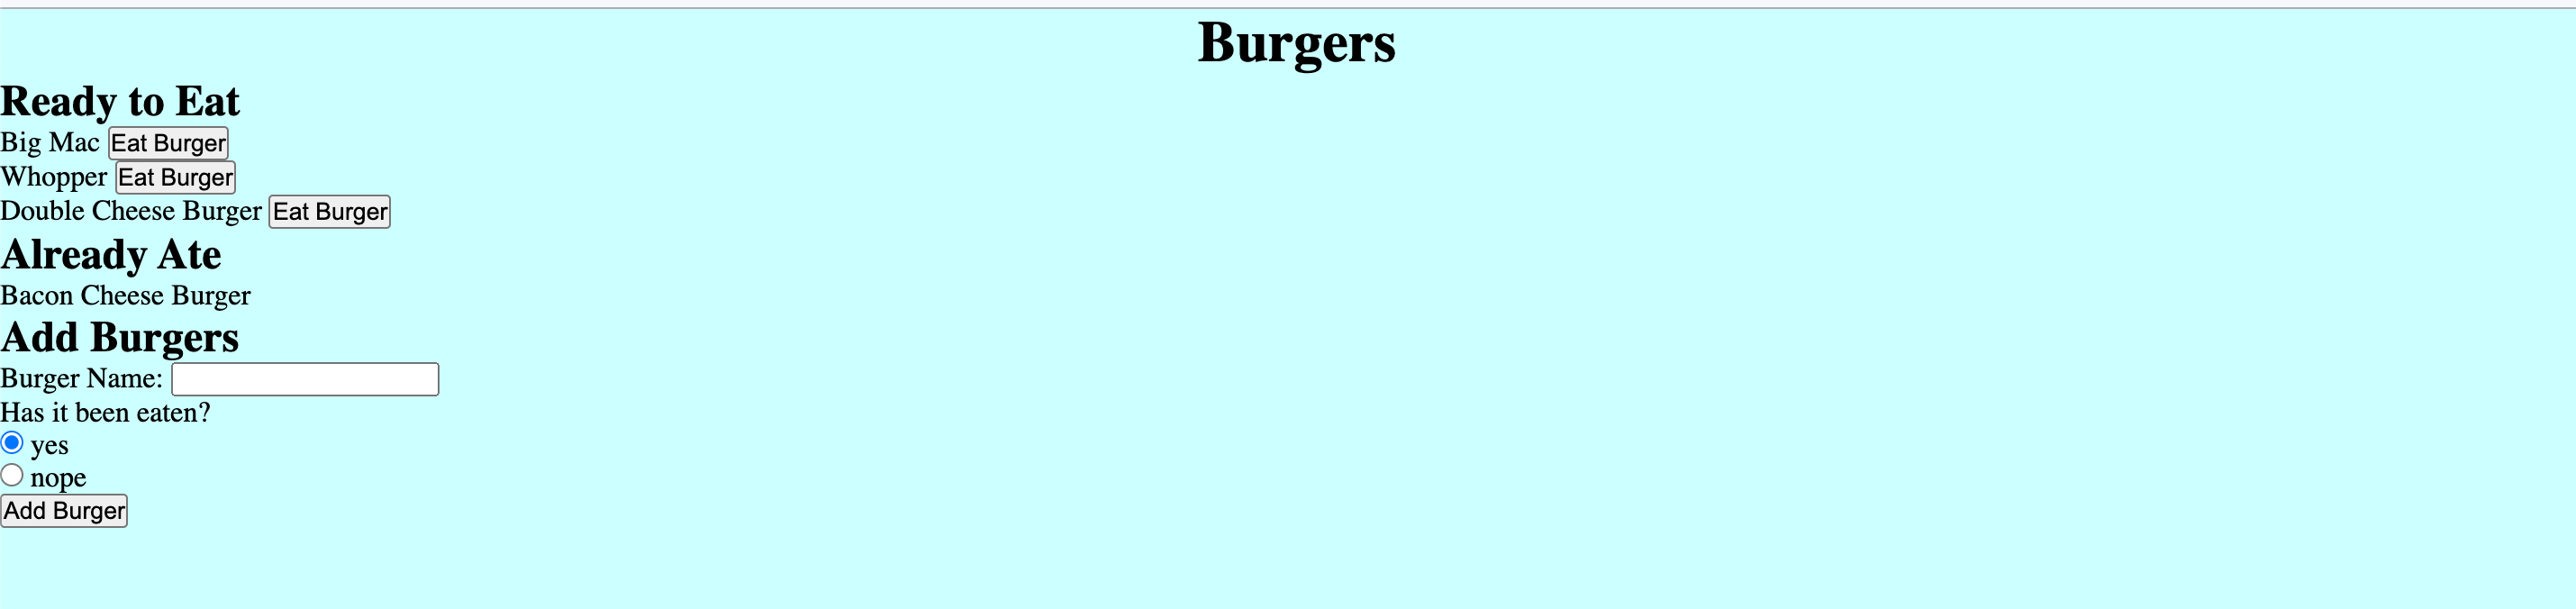 Burgers
Ready to Eat
Big Mac Eat Burger
Whopper Eat Burger
Double Cheese Burger Eat Burger
Already Ate
Bacon Cheese Burger
Add Burgers
Burger Name:
Has it been eaten?
yes
nope
Add Burger